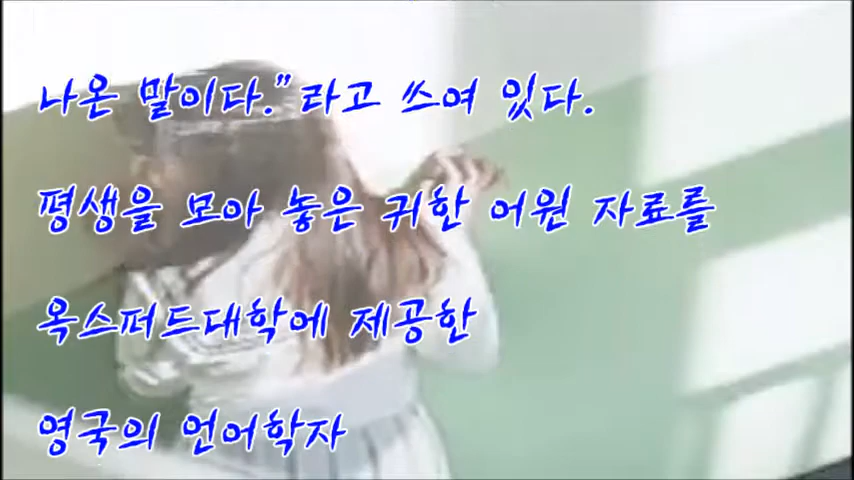 나온 말이다.”라고 쓰여 있다.
평생을 모아 놓은 귀한 어원 자료를
옥스퍼드대학에 제공한
영국의 언어학자